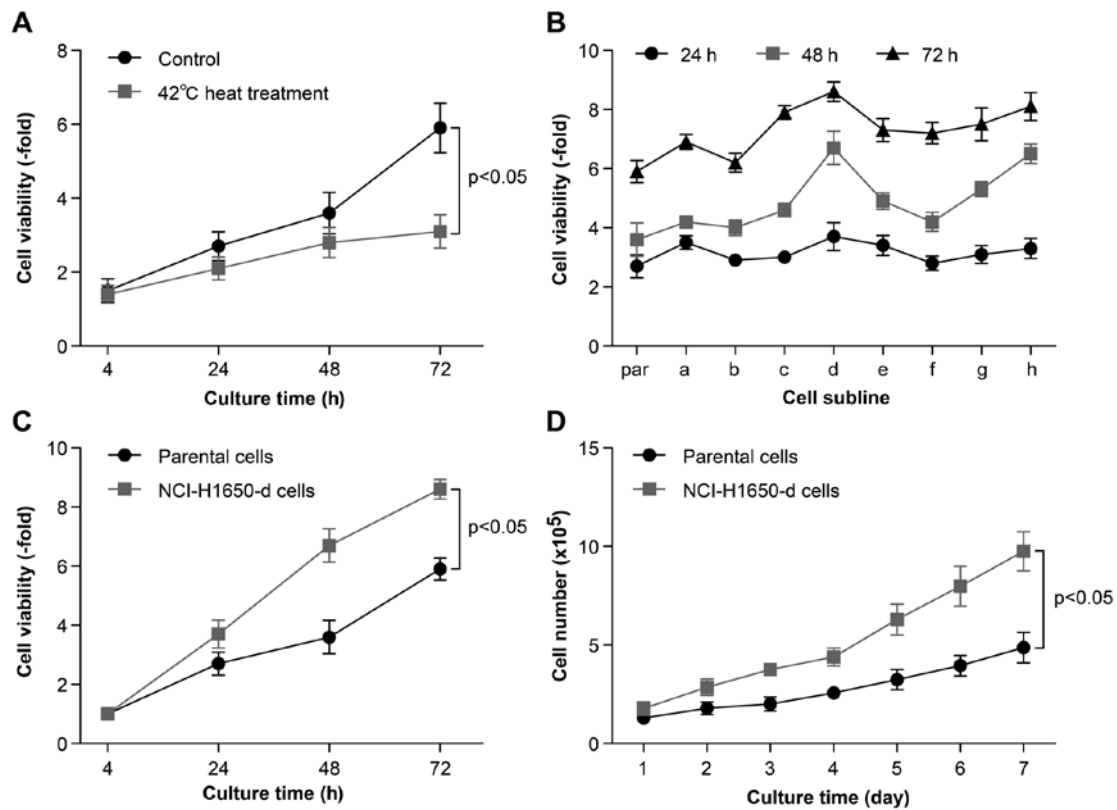 A
Control
42°C heat treatment
Cell viability (-fold)
8
6
4
2
0
p<0.05
4 24 48 72
Culture time (h)
B
24 h 48 h 72 h
Cell viability (-fold)
10
8
6
4
2
0
par a b c d e f g h
Cell subline
C
Parental cells
NCI-H1650-d cells
Cell viability (-fold)
10
8
6
4
2
0
p<0.05
4 24 48 72
Culture time (h)
D
Parental cells
NCI-H1650-d cells
Cell number (x10⁵)
15
10
5
0
p<0.05
1 2 3 4 5 6 7
Culture time (day)